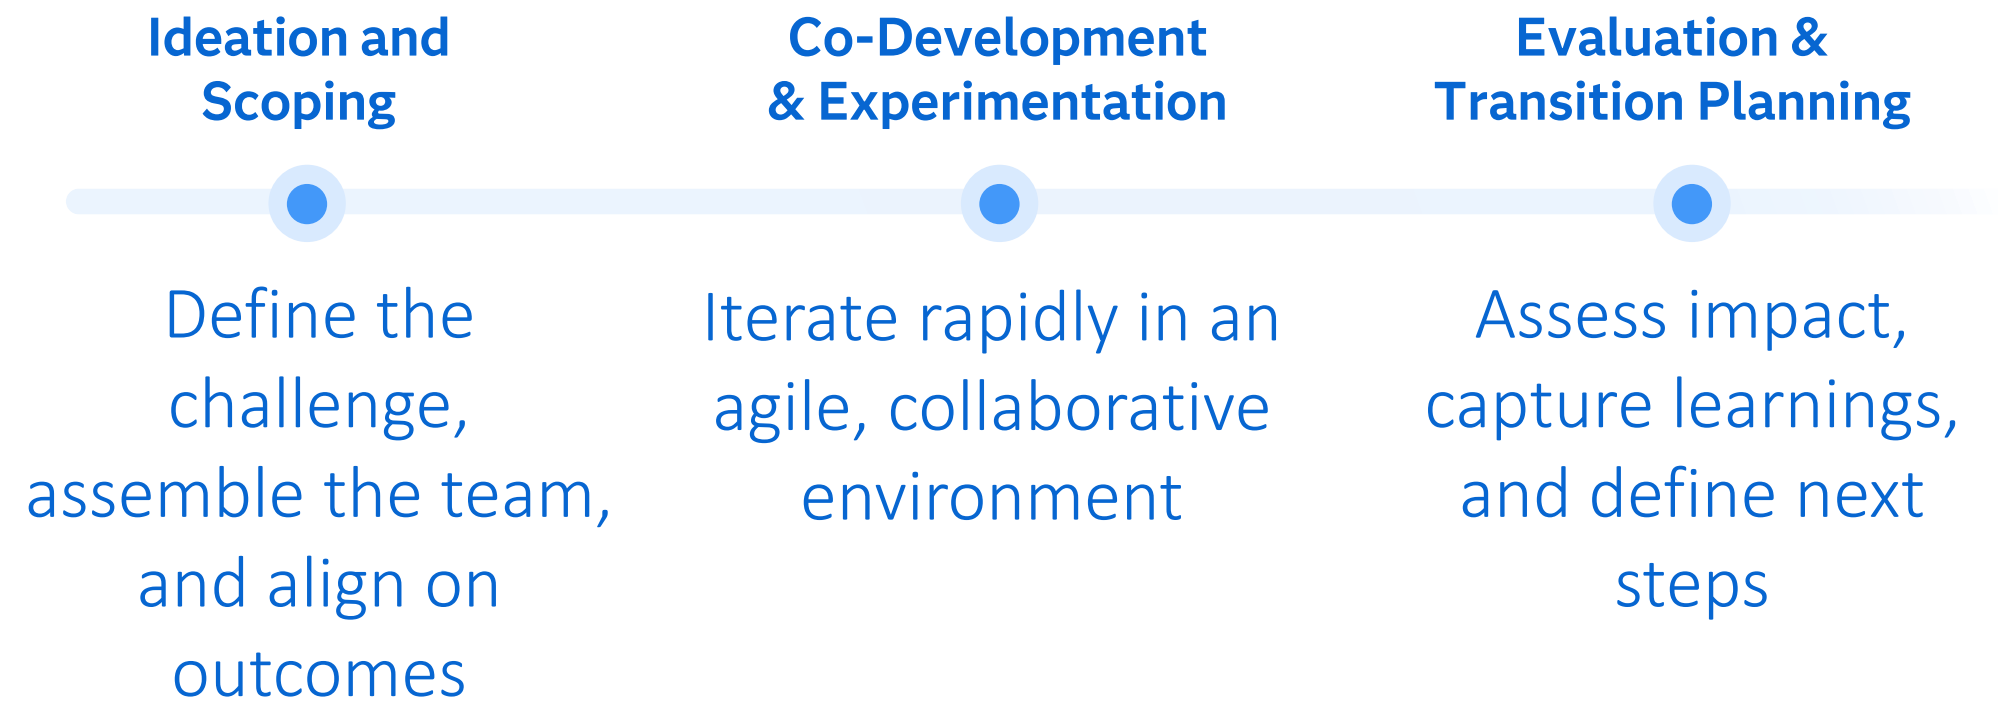 Ideation and
Scoping
Co-Development
& Experimentation
Evaluation &
Transition Planning
Define the
challenge,
assemble the team,
and align on
outcomes
Iterate rapidly in an
agile, collaborative
environment
Assess impact,
capture learnings,
and define next
steps